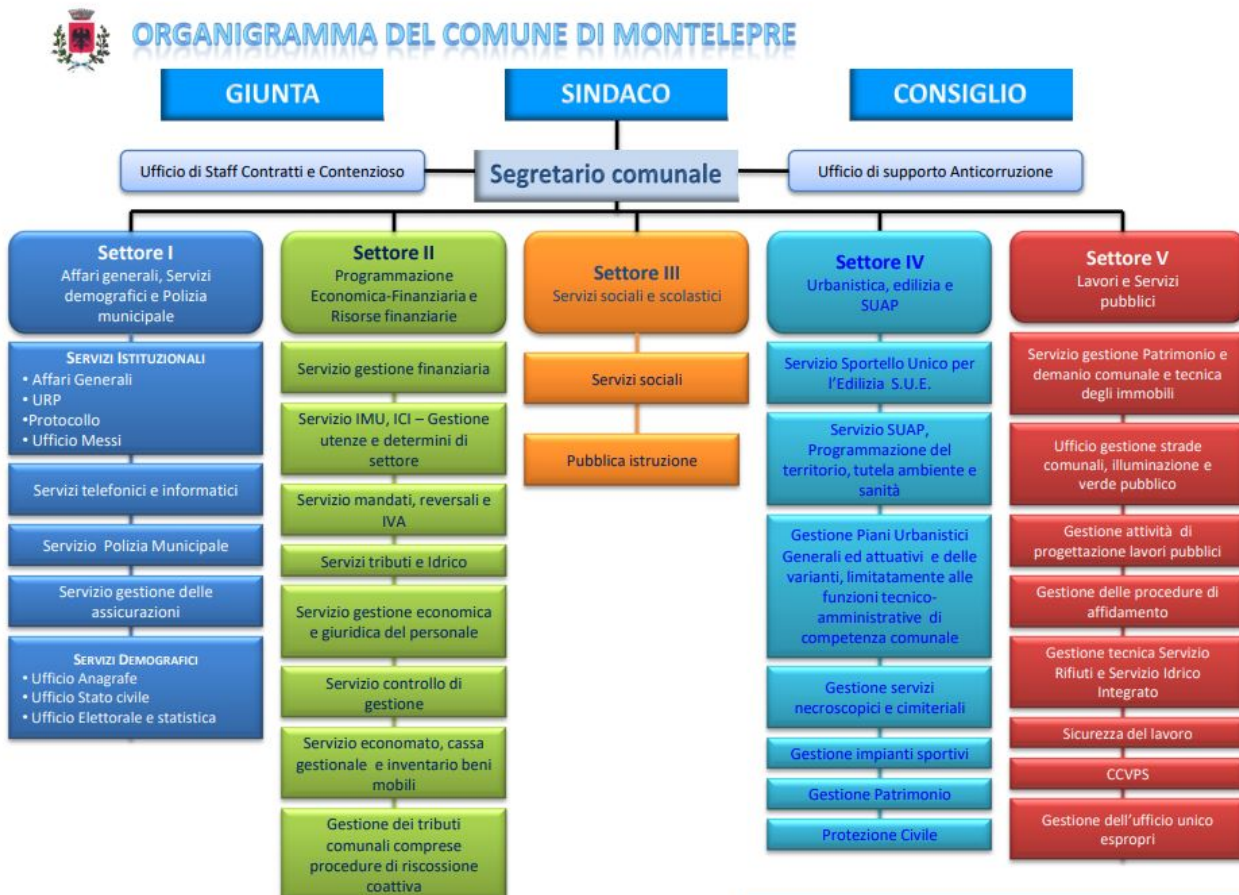 ORGANIGRAMMA DEL COMUNE DI MONTELEPRE
GIUNTA
SINDACO
CONSIGLIO
Ufficio di Staff Contratti e Contenzioso
Segretario comunale
Ufficio di supporto Anticorruzione
Settore I
Affari generali, Servizi
demografici e Polizia
municipale
SERVIZI ISTITUZIONALI
• Affari Generali
• URP
•Protocollo
• Ufficio Messi
Servizi telefonici e informatici
Servizio Polizia Municipale
Servizio gestione delle
assicurazioni
SERVIZI DEMOGRAFICI
• Ufficio Anagrafe
• Ufficio Stato civile
• Ufficio Elettorale e statistica
Settore II
Programmazione
Economica-Finanziaria e
Risorse finanziarie
Servizio gestione finanziaria
Servizio IMU, ICI – Gestione
utenze e determini di
settore
Servizio mandati, reversali e
IVA
Servizi tributi e Idrico
Servizio gestione economica
e giuridica del personale
Servizio controllo di
gestione
Servizio economato, cassa
gestionale e inventario beni
mobili
Gestione dei tributi
comunali comprese
procedure di riscossione
coattiva
Settore III
Servizi sociali e scolastici
Servizi sociali
Pubblica istruzione
Settore IV
Urbanistica, edilizia e
SUAP
Servizio Sportello Unico per
l'Edilizia S.U.E.
Servizio SUAP,
Programmazione del
territorio, tutela ambiente e
sanità
Gestione Piani Urbanistici
Generali ed attuativi e delle
varianti, limitatamente alle
funzioni tecnico-
amministrative di
competenza comunale
Gestione servizi
necroscopici e cimiteriali
Gestione impianti sportivi
Gestione Patrimonio
Protezione Civile
Settore V
Lavori e Servizi
pubblici
Servizio gestione Patrimonio e
demanio comunale e tecnica
degli immobili
Ufficio gestione strade
comunali, illuminazione e
verde pubblico
Gestione attività di
progettazione lavori pubblici
Gestione delle procedure di
affidamento
Gestione tecnica Servizio
Rifiuti e Servizio Idrico
Integrato
Sicurezza del lavoro
CCVPS
Gestione dell'ufficio unico
espropri